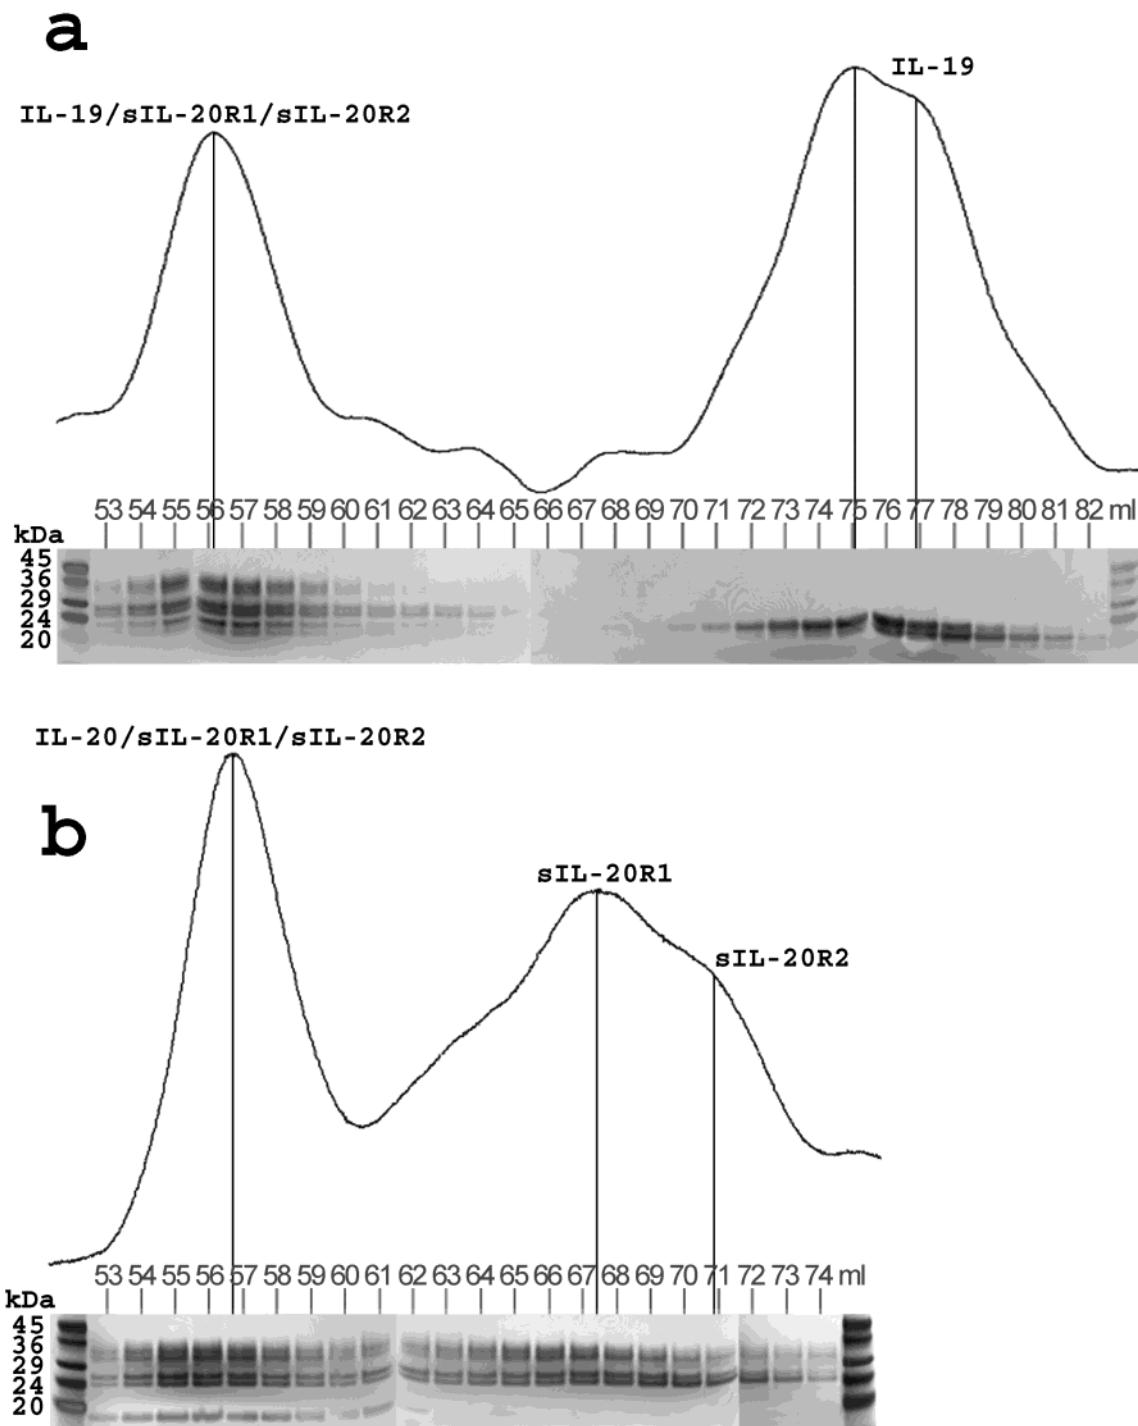 a
IL-19
IL-19/sIL-20R1/sIL-20R2
53 54 55 56 57 58 59 60 61 62 63 64 65 66 67 68 69 70 71 72 73 74 75 76 77 78 79 80 81 82 ml
kDa
45
36
29
24
20
IL-20/sIL-20R1/sIL-20R2
b
sIL-20R1
sIL-20R2
53 54 55 56 57 58 59 60 61 62 63 64 65 66 67 68 69 70 71 72 73 74 ml
kDa
45
36
29
24
20